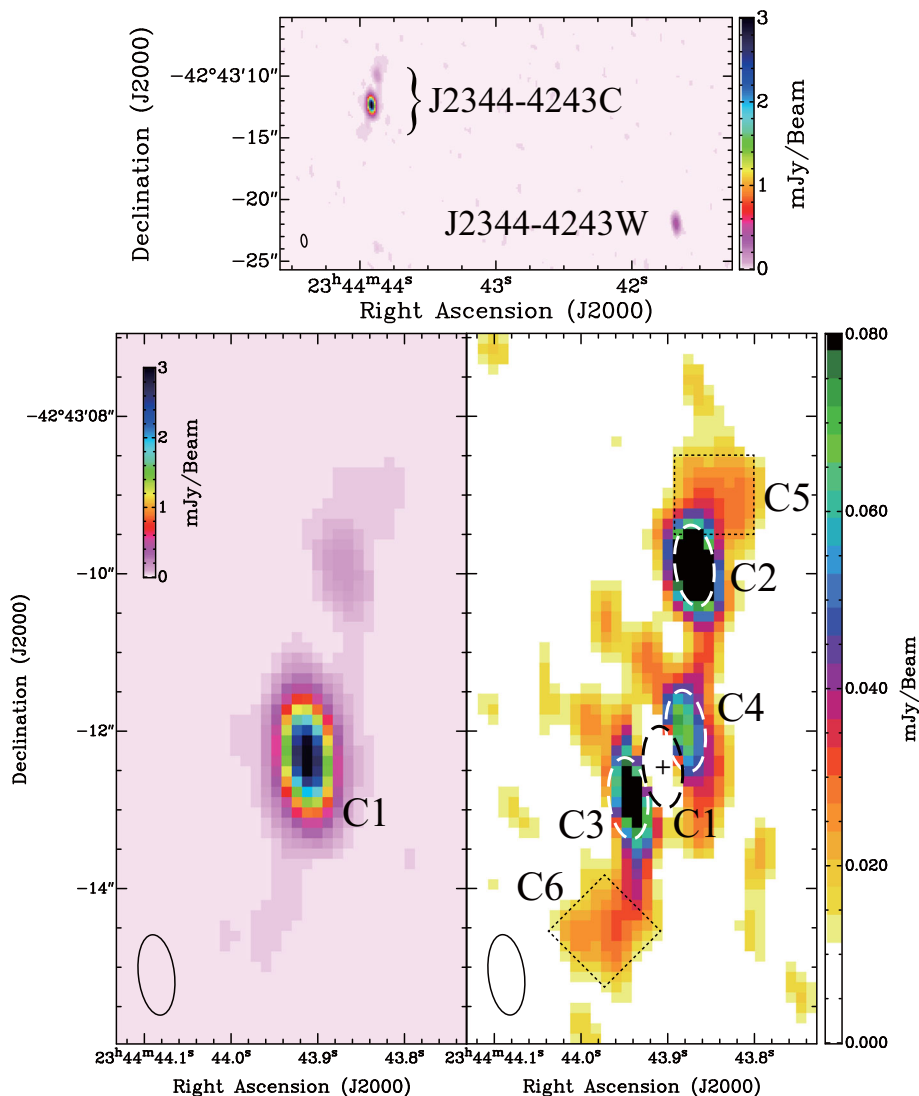 Declination (J2000)
−42°43′10″
−15″
−20″
−25″
J2344-4243C
J2344-4243W
23ʰ44ᵐ44ˢ
43ˢ
42ˢ
Right Ascension (J2000)
3
2
1
0
mJy/Beam
Declination (J2000)
−42°43′08″
−10″
−12″
−14″
3
2
1
0
mJy/Beam
C1
23ʰ44ᵐ44.1ˢ
44.0ˢ
43.9ˢ
43.8ˢ
Right Ascension (J2000)
C5
C2
C4
C3
C1
C6
23ʰ44ᵐ44.1ˢ
44.0ˢ
43.9ˢ
43.8ˢ
Right Ascension (J2000)
0.080
0.060
0.040
0.020
0.000
mJy/Beam